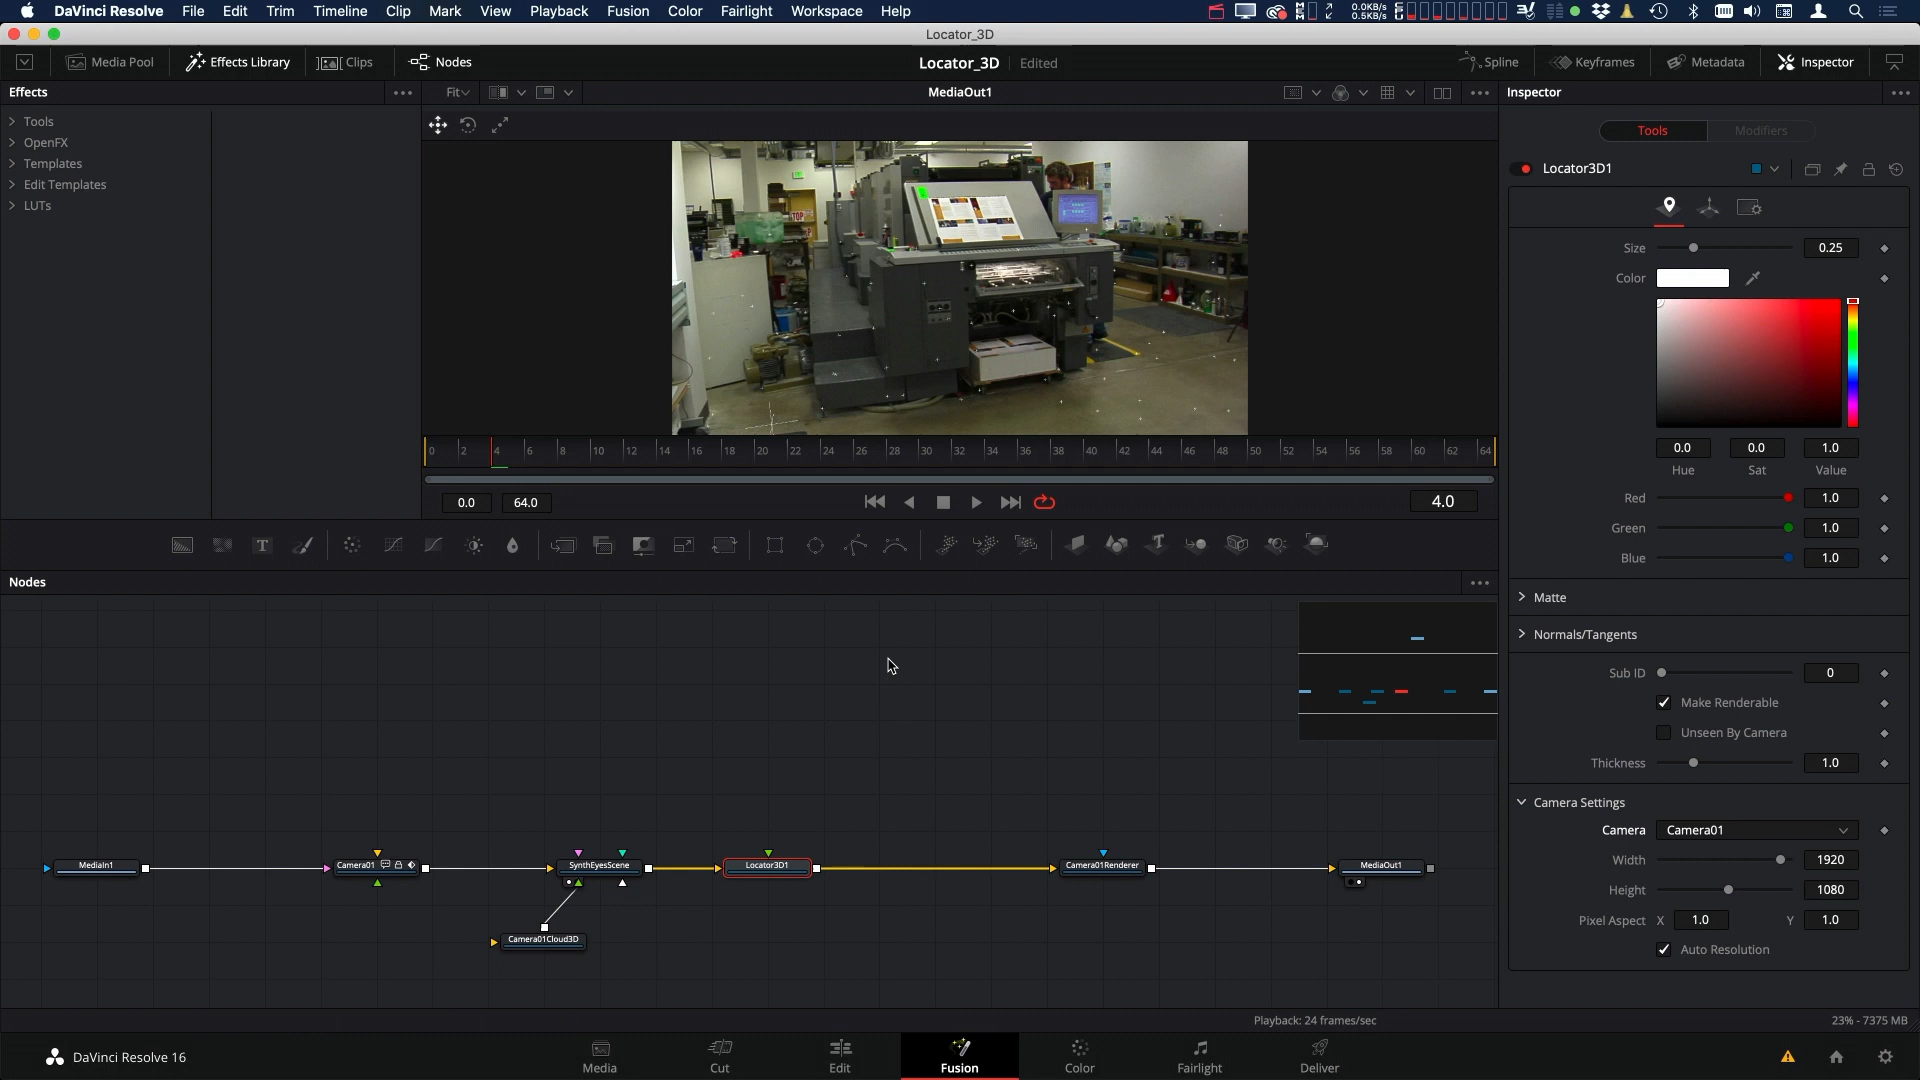 DaVinci Resolve File Edit Trim Timeline Clip Mark View Playback Fusion Color Fairlight Workspace Help
0.0KB/s
0.5KB/s
Locator_3D
Media Pool Effects Library Clips Nodes Locator_3D Edited Spline Keyframes Metadata Inspector
Effects Fit MediaOut1 Inspector
Tools
OpenFX
Templates
Edit Templates
LUTs
Tools Modifiers
Locator3D1
Size 0.25
Color
0.0 0.0 1.0
Hue Sat Value
Red 1.0
Green 1.0
Blue 1.0
Matte
Normals/Tangents
Sub ID 0
Make Renderable
Unseen By Camera
Thickness 1.0
Camera Settings
Camera Camera01
Width 1920
Height 1080
Pixel Aspect X 1.0 Y 1.0
Auto Resolution
0 2 4 6 8 10 12 14 16 18 20 22 24 26 28 30 32 34 36 38 40 42 44 46 48 50 52 54 56 58 60 62 64
0.0 64.0 4.0
Nodes
MediaIn1 Camera01 SynthEyesScene Locator3D1 Camera01Renderer MediaOut1
Camera01Cloud3D
Playback: 24 frames/sec 23% - 7375 MB
DaVinci Resolve 16
Media Cut Edit Fusion Color Fairlight Deliver